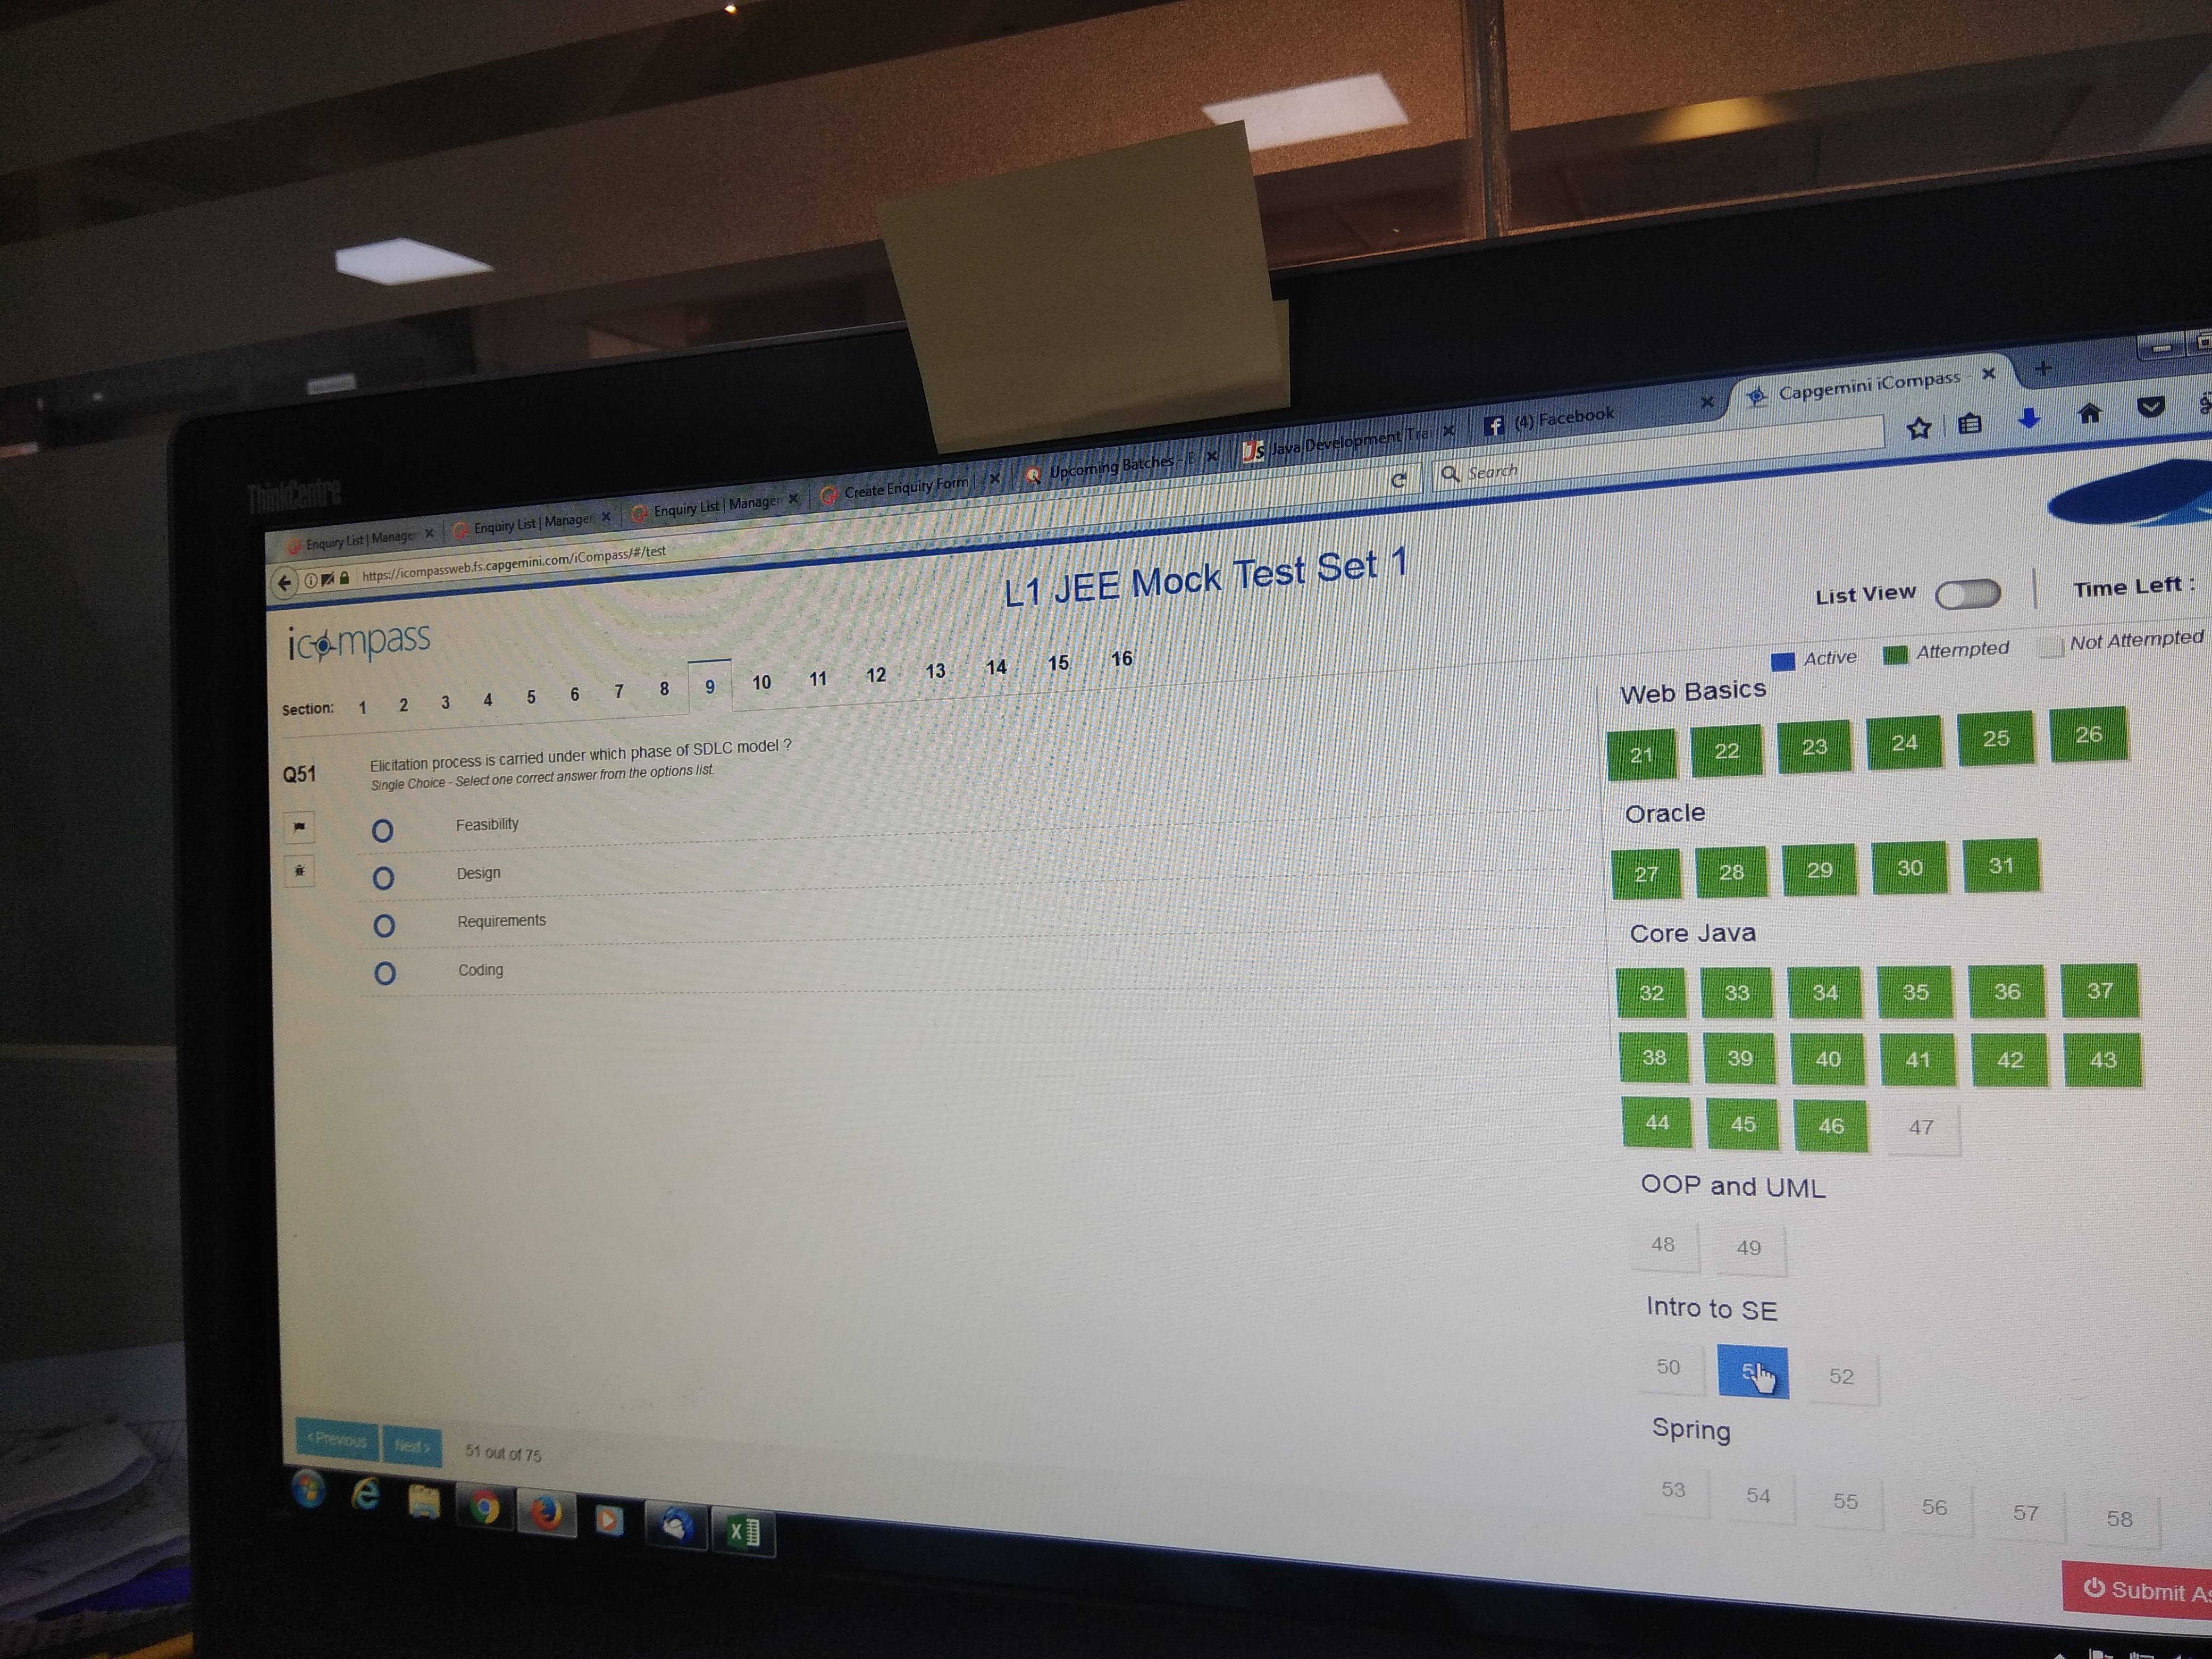 ThinkCentre
Enquiry List | Manager
Enquiry List | Manager
Enquiry List | Manager
Create Enquiry Form |
Upcoming Batches - E
Java Development Tra
(4) Facebook
Capgemini iCompass -
https://icompassweb.fs.capgemini.com/iCompass/#/test
Search
icompass
L1 JEE Mock Test Set 1
List View
Time Left :
Active
Attempted
Not Attempted
Section: 1 2 3 4 5 6 7 8 9 10 11 12 13 14 15 16
Q51
Elicitation process is carried under which phase of SDLC model ?
Single Choice - Select one correct answer from the options list.
Feasibility
Design
Requirements
Coding
Web Basics
21 22 23 24 25 26
Oracle
27 28 29 30 31
Core Java
32 33 34 35 36 37
38 39 40 41 42 43
44 45 46 47
OOP and UML
48 49
Intro to SE
50 52
Spring
53 54 55 56 57 58
< Previous
Next >
51 out of 75
Submit As